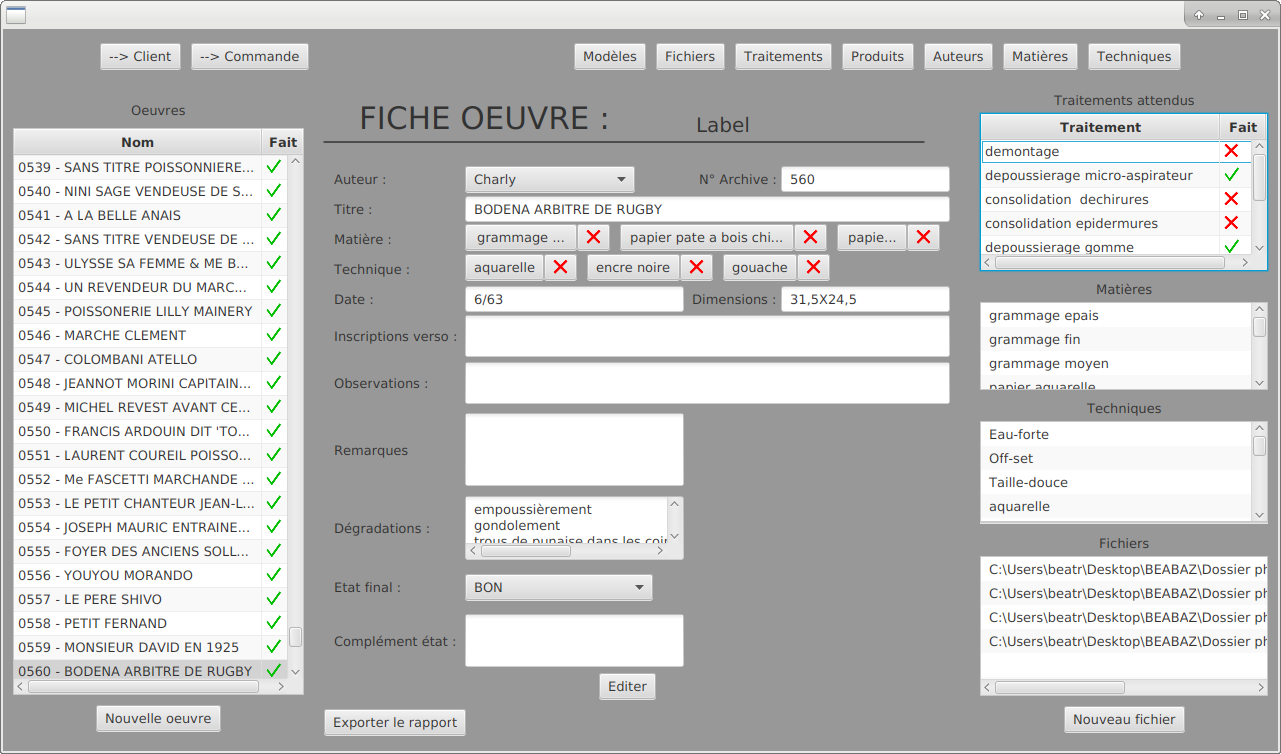 --> Client --> Commande Modèles Fichiers Traitements Produits Auteurs Matières Techniques
Oeuvres
Nom Fait
0539 - SANS TITRE POISSONNIERE...
0540 - NINI SAGE VENDEUSE DE S...
0541 - A LA BELLE ANAIS
0542 - SANS TITRE VENDEUSE DE ...
0543 - ULYSSE SA FEMME & ME B...
0544 - UN REVENDEUR DU MARC...
0545 - POISSONERIE LILLY MAINERY
0546 - MARCHE CLEMENT
0547 - COLOMBANI ATELLO
0548 - JEANNOT MORINI CAPITAIN...
0549 - MICHEL REVEST AVANT CE...
0550 - FRANCIS ARDOUIN DIT 'TO...
0551 - LAURENT COUREIL POISSO...
0552 - Me FASCETTI MARCHANDE ...
0553 - LE PETIT CHANTEUR JEAN-L...
0554 - JOSEPH MAURIC ENTRAINE...
0555 - FOYER DES ANCIENS SOLL...
0556 - YOUYOU MORANDO
0557 - LE PERE SHIVO
0558 - PETIT FERNAND
0559 - MONSIEUR DAVID EN 1925
0560 - BODENA ARBITRE DE RUGBY
Nouvelle oeuvre
FICHE OEUVRE : Label
Auteur : Charly N° Archive : 560
Titre : BODENA ARBITRE DE RUGBY
Matière : grammage ... papier pate a bois chi... papie...
Technique : aquarelle encre noire gouache
Date : 6/63 Dimensions : 31,5X24,5
Inscriptions verso :
Observations :
Remarques
Dégradations : empoussièrement
gondolement
trous de punaise dans les coin
Etat final : BON
Complément état :
Editer
Exporter le rapport
Traitements attendus
Traitement Fait
demontage
depoussierage micro-aspirateur
consolidation  dechirures
consolidation epidermures
depoussierage gomme
Matières
grammage epais
grammage fin
grammage moyen
papier aquarelle
Techniques
Eau-forte
Off-set
Taille-douce
aquarelle
Fichiers
C:\Users\beatr\Desktop\BEABAZ\Dossier ph
C:\Users\beatr\Desktop\BEABAZ\Dossier ph
C:\Users\beatr\Desktop\BEABAZ\Dossier ph
C:\Users\beatr\Desktop\BEABAZ\Dossier ph
Nouveau fichier